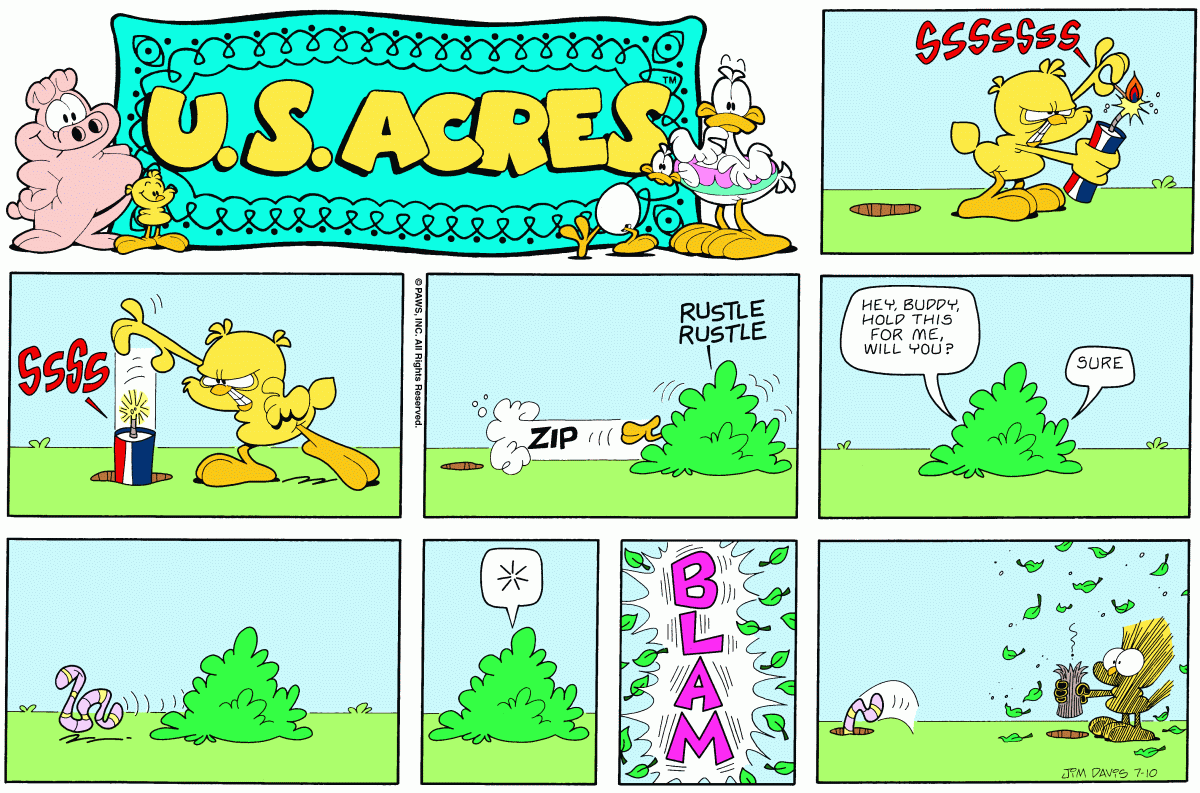 U.S. ACRES
TM
SSSSSSS
SSSS
© PAWS, INC. All Rights Reserved.
ZIP
RUSTLE
RUSTLE
HEY, BUDDY,
HOLD THIS
FOR ME,
WILL YOU?
SURE
BLAM
JIM DAVIS 7-10